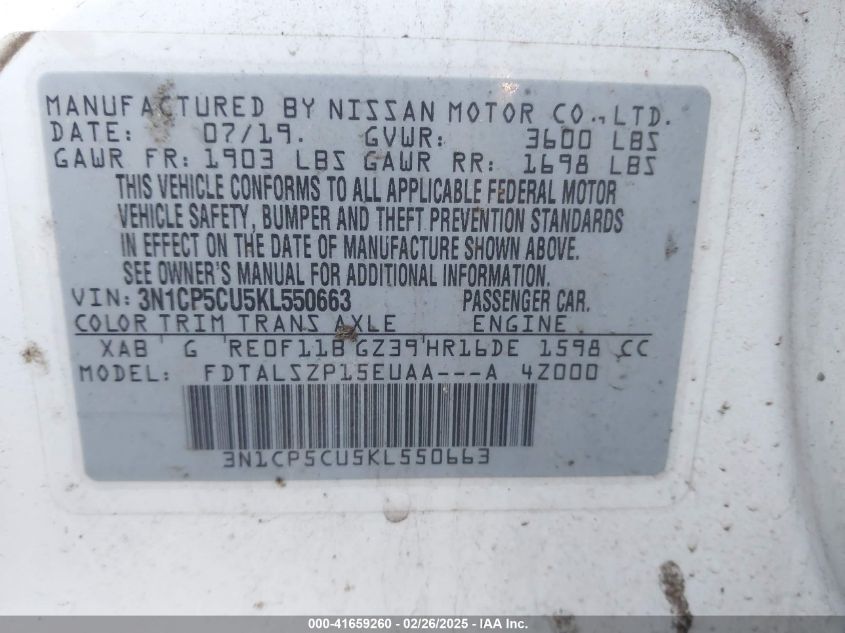 MANUFACTURED BY NISSAN MOTOR CO., LTD.
DATE: 07/19. GVWR: 3600 LBS
GAWR FR: 1903 LBS GAWR RR: 1698 LBS
THIS VEHICLE CONFORMS TO ALL APPLICABLE FEDERAL MOTOR
VEHICLE SAFETY, BUMPER AND THEFT PREVENTION STANDARDS
IN EFFECT ON THE DATE OF MANUFACTURE SHOWN ABOVE.
SEE OWNER'S MANUAL FOR ADDITIONAL INFORMATION.
VIN: 3N1CP5CU5KL550663 PASSENGER CAR.
COLOR TRIM TRANS AXLE ENGINE
XAB G RE0F11B GZ39 HR16DE 1598 CC
MODEL: FDTALSZP15EUAA---A 4Z000
3N1CP5CU5KL550663
000-41659260 - 02/26/2025 - IAA, Inc.